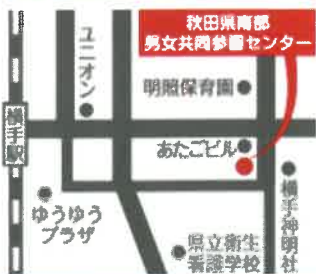 秋田県南部
男女共同参画センター
ユニオン
明照保育園
横手駅
あたごビル
ゆうゆう
プラザ
県立衛生
看護学校
横手神明社